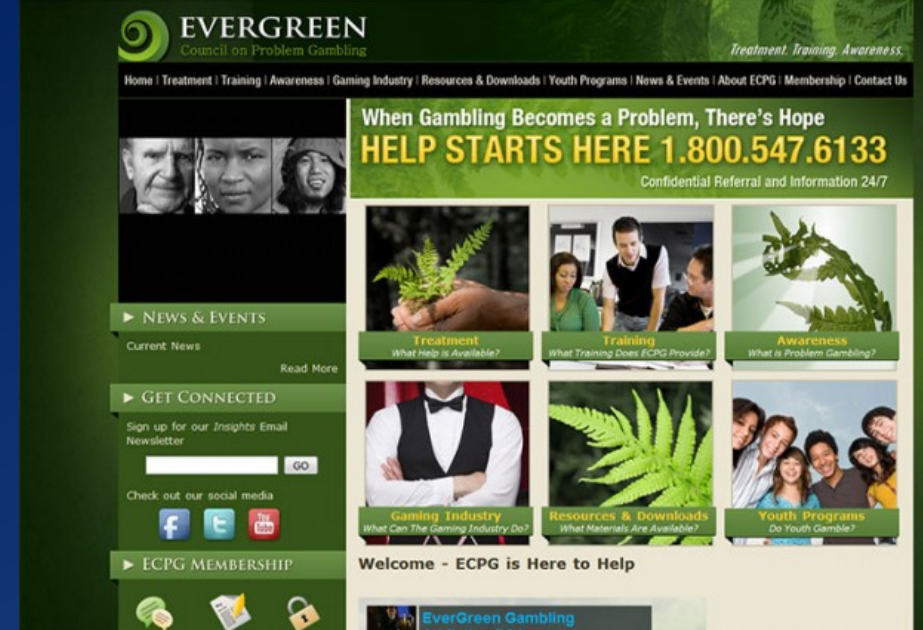 EVERGREEN
Council on Problem Gambling
Treatment. Training. Awareness.
Home | Treatment | Training | Awareness | Gaming Industry | Resources & Downloads | Youth Programs | News & Events | About ECPG | Membership | Contact Us
When Gambling Becomes a Problem, There's Hope
HELP STARTS HERE 1.800.547.6133
Confidential Referral and Information 24/7
NEWS & EVENTS
Current News
Read More
GET CONNECTED
Sign up for our Insights Email
Newsletter
GO
Check out our social media
f
t
You
Tube
ECPG MEMBERSHIP
Treatment
What Help is Available?
Training
What Training Does ECPG Provide?
Awareness
What is Problem Gambling?
Gaming Industry
What Can The Gaming Industry Do?
Resources & Downloads
What Materials Are Available?
Youth Programs
Do Youth Gamble?
Welcome - ECPG is Here to Help
EverGreen Gambling